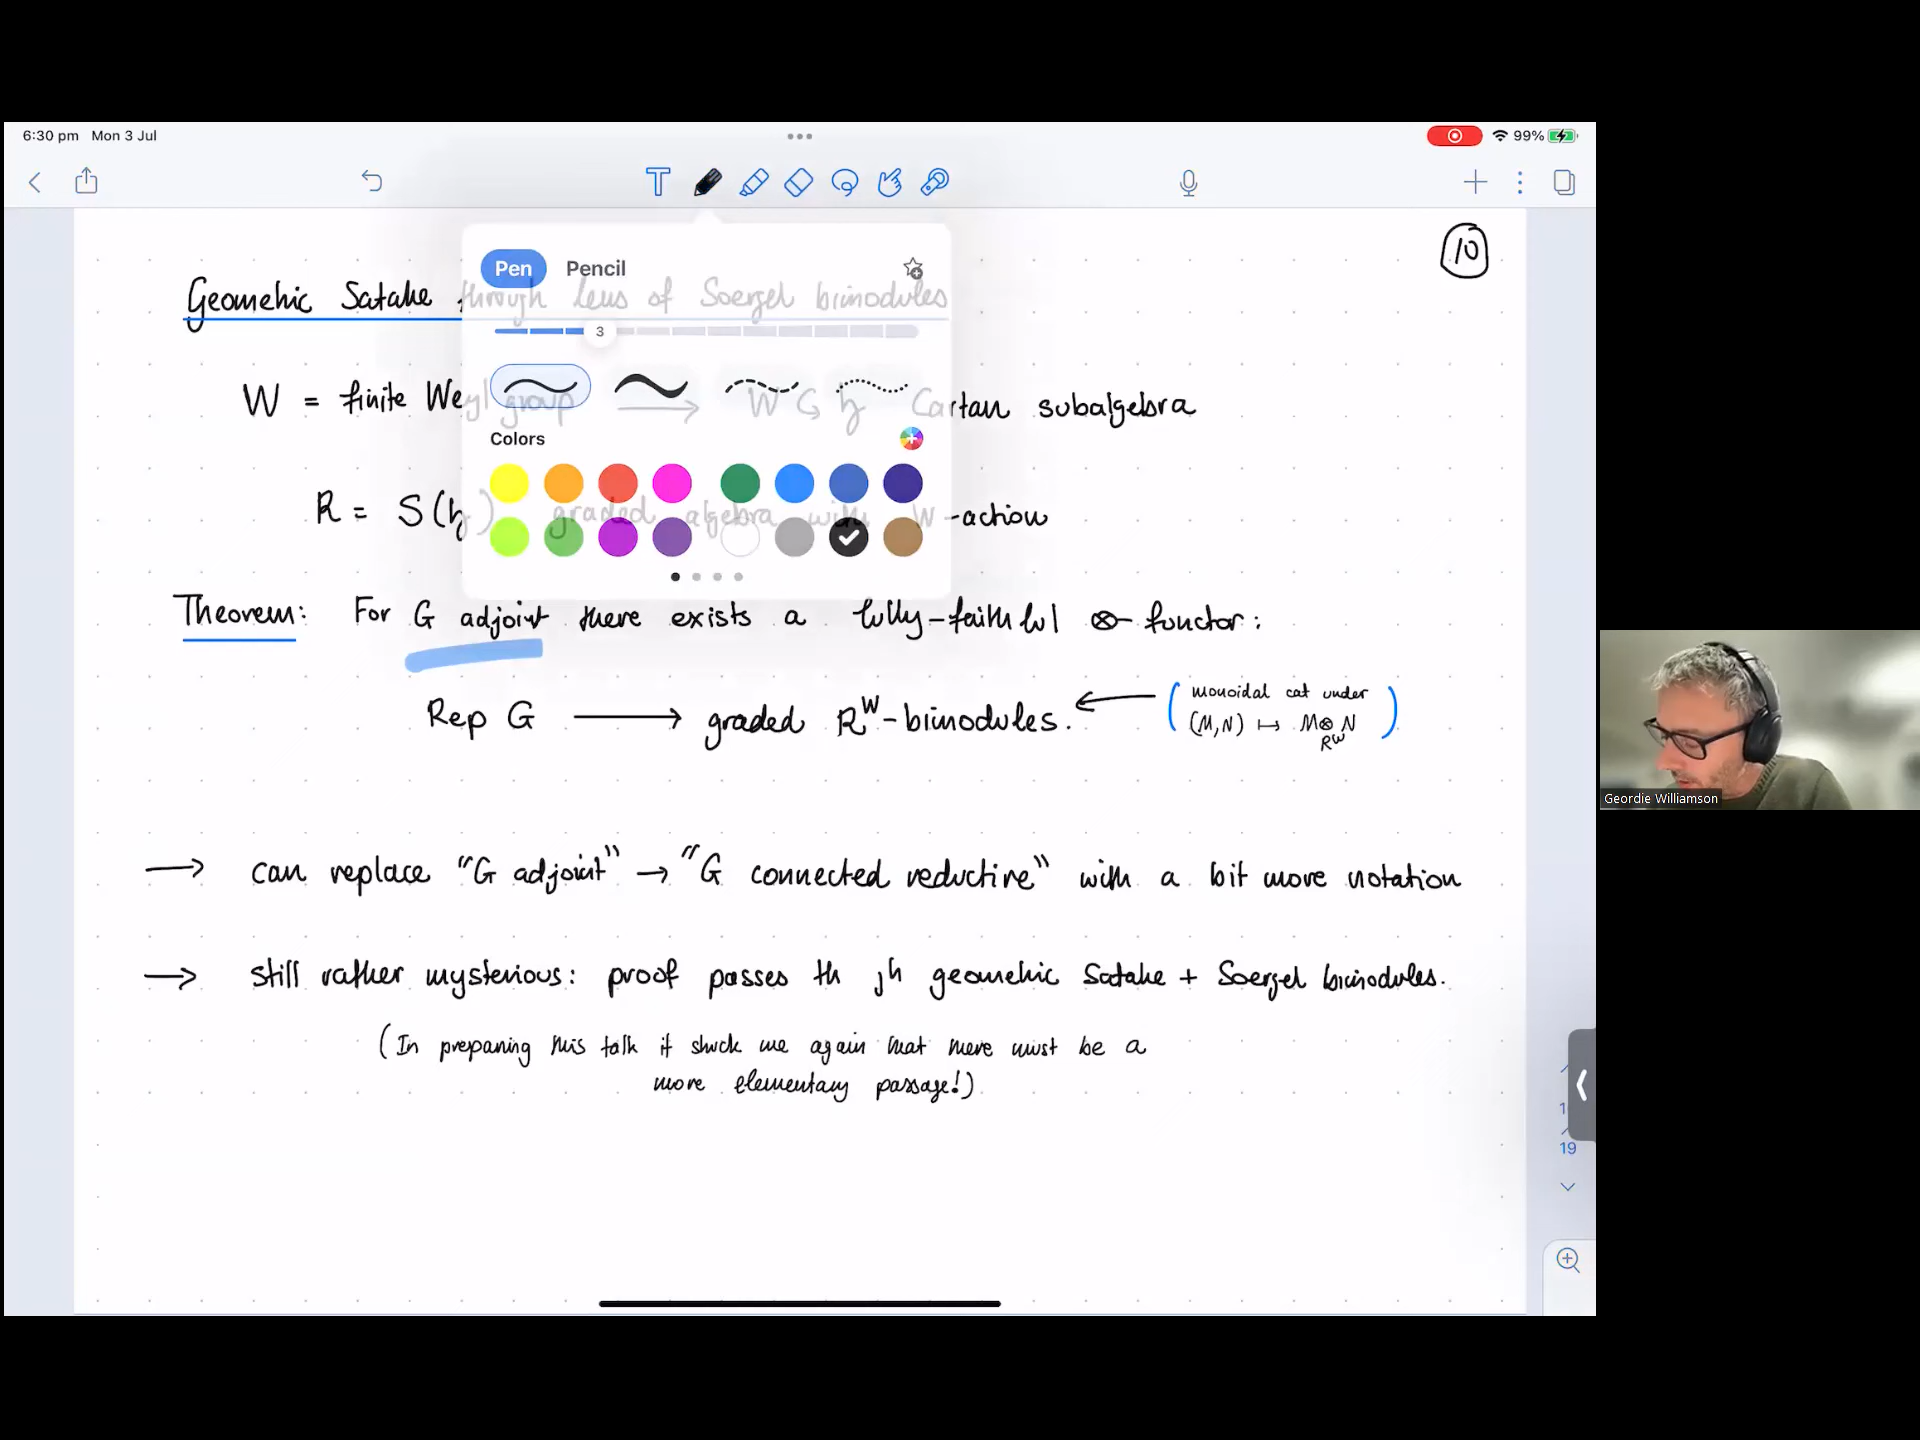 6:30 pm Mon 3 Jul
99%
T
10
Pen Pencil
Geometric Satake through lens of Soergel bimodules
3
W = finite Weyl group → W ↻ 𝔥 Cartan subalgebra
Colors
R = S(𝔥) graded algebra with W-action
Theorem: For G adjoint there exists a fully-faithful ⊗-functor:
Rep G → graded R^W-bimodules. ← (monoidal cat under
(M,N) ↦ M⊗N)
R^W
Geordie Williamson
→ can replace "G adjoint" → "G connected reductive" with a bit more notation
→ still rather mysterious: proof passes th geometric Satake + Soergel bimodules.
(In preparing this talk it struck me again that there must be a
more elementary passage!)
19